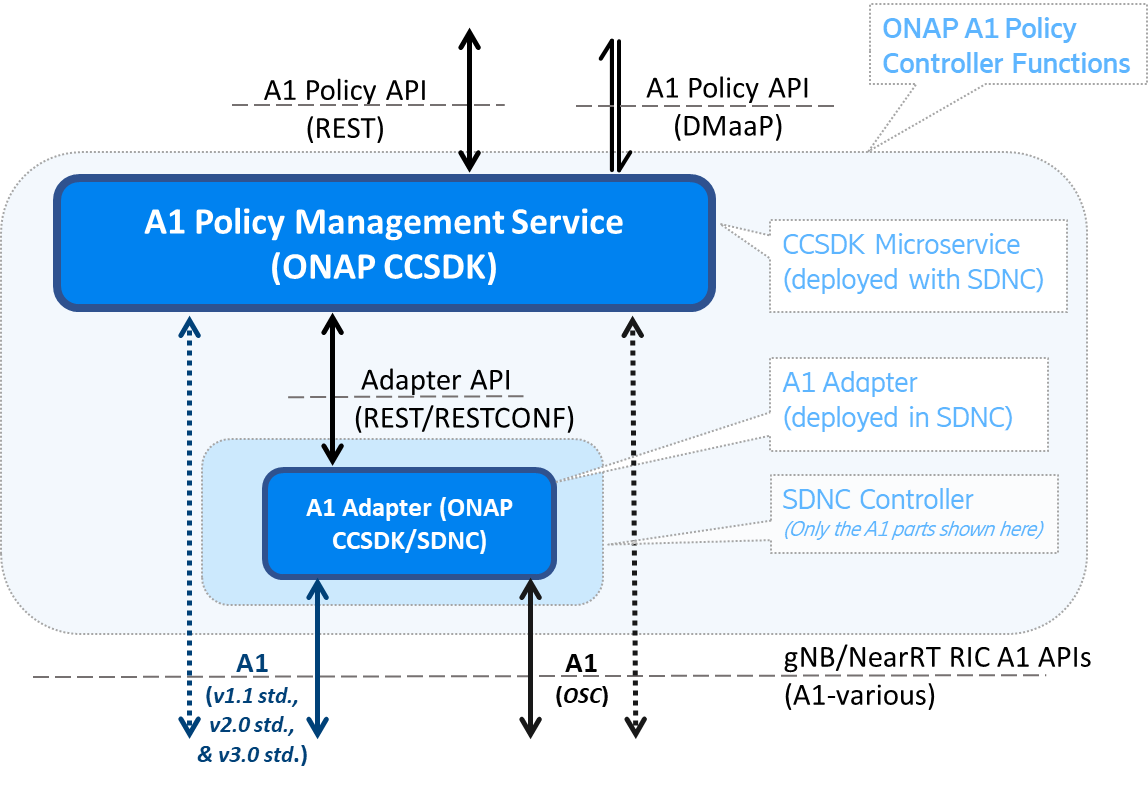 ONAP A1 Policy
Controller Functions
A1 Policy API
(REST)
A1 Policy API
(DMaaP)
A1 Policy Management Service
(ONAP CCSDK)
CCSDK Microservice
(deployed with SDNC)
Adapter API
(REST/RESTCONF)
A1 Adapter
(deployed in SDNC)
A1 Adapter (ONAP
CCSDK/SDNC)
SDNC Controller
(Only the A1 parts shown here)
A1
(v1.1 std.,
v2.0 std.,
& v3.0 std.)
A1
(OSC)
gNB/NearRT RIC A1 APIs
(A1-various)